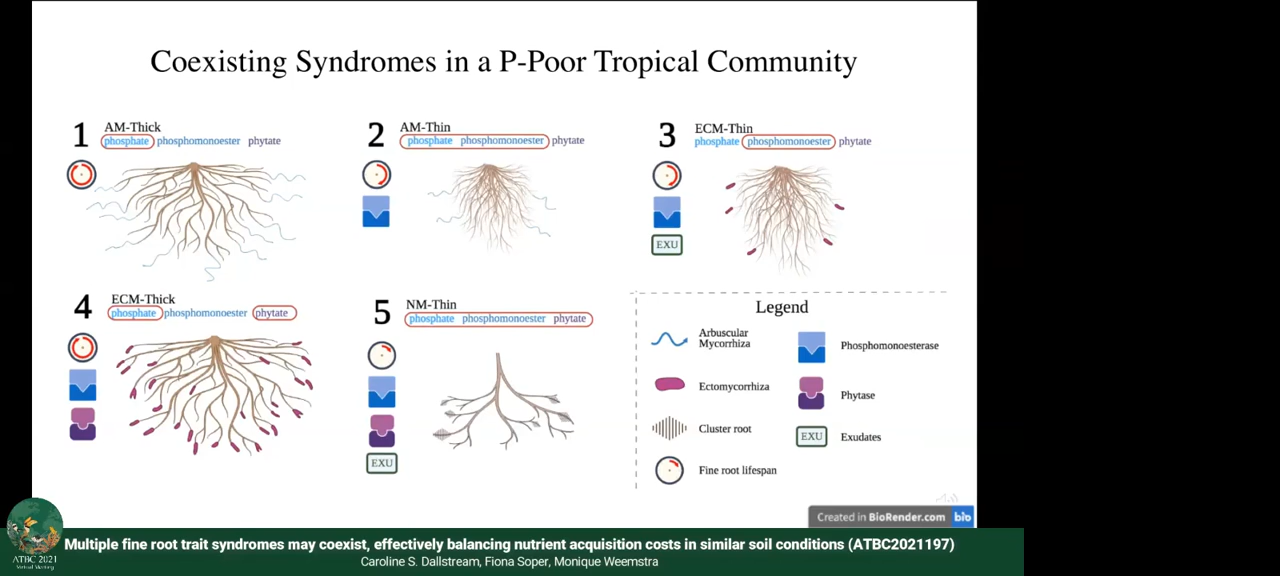 Coexisting Syndromes in a P-Poor Tropical Community
1
AM-Thick
phosphate phosphomonoester phytate
2
AM-Thin
phosphate phosphomonoester phytate
3
ECM-Thin
phosphate phosphomonoester phytate
EXU
4
ECM-Thick
phosphate phosphomonoester phytate
5
NM-Thin
phosphate phosphomonoester phytate
EXU
Legend
Arbuscular
Mycorrhiza
Phosphomonoesterase
Ectomycorrhiza
Phytase
Cluster root
EXU
Exudates
Fine root lifespan
Created in BioRender.com bio
ATBC 2021
Virtual Meeting
Multiple fine root trait syndromes may coexist, effectively balancing nutrient acquisition costs in similar soil conditions (ATBC2021197)
Caroline S. Dallstream, Fiona Soper, Monique Weemstra